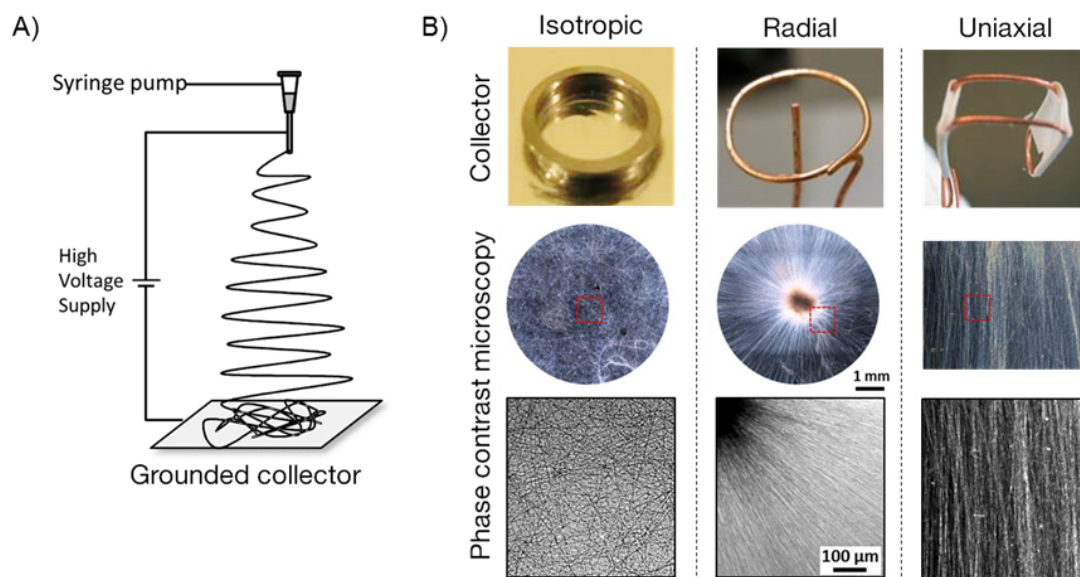 A)
Syringe pump
High
Voltage
Supply
Grounded collector
B)
Isotropic
Radial
Uniaxial
Collector
Phase contrast microscopy
1 mm
100 µm